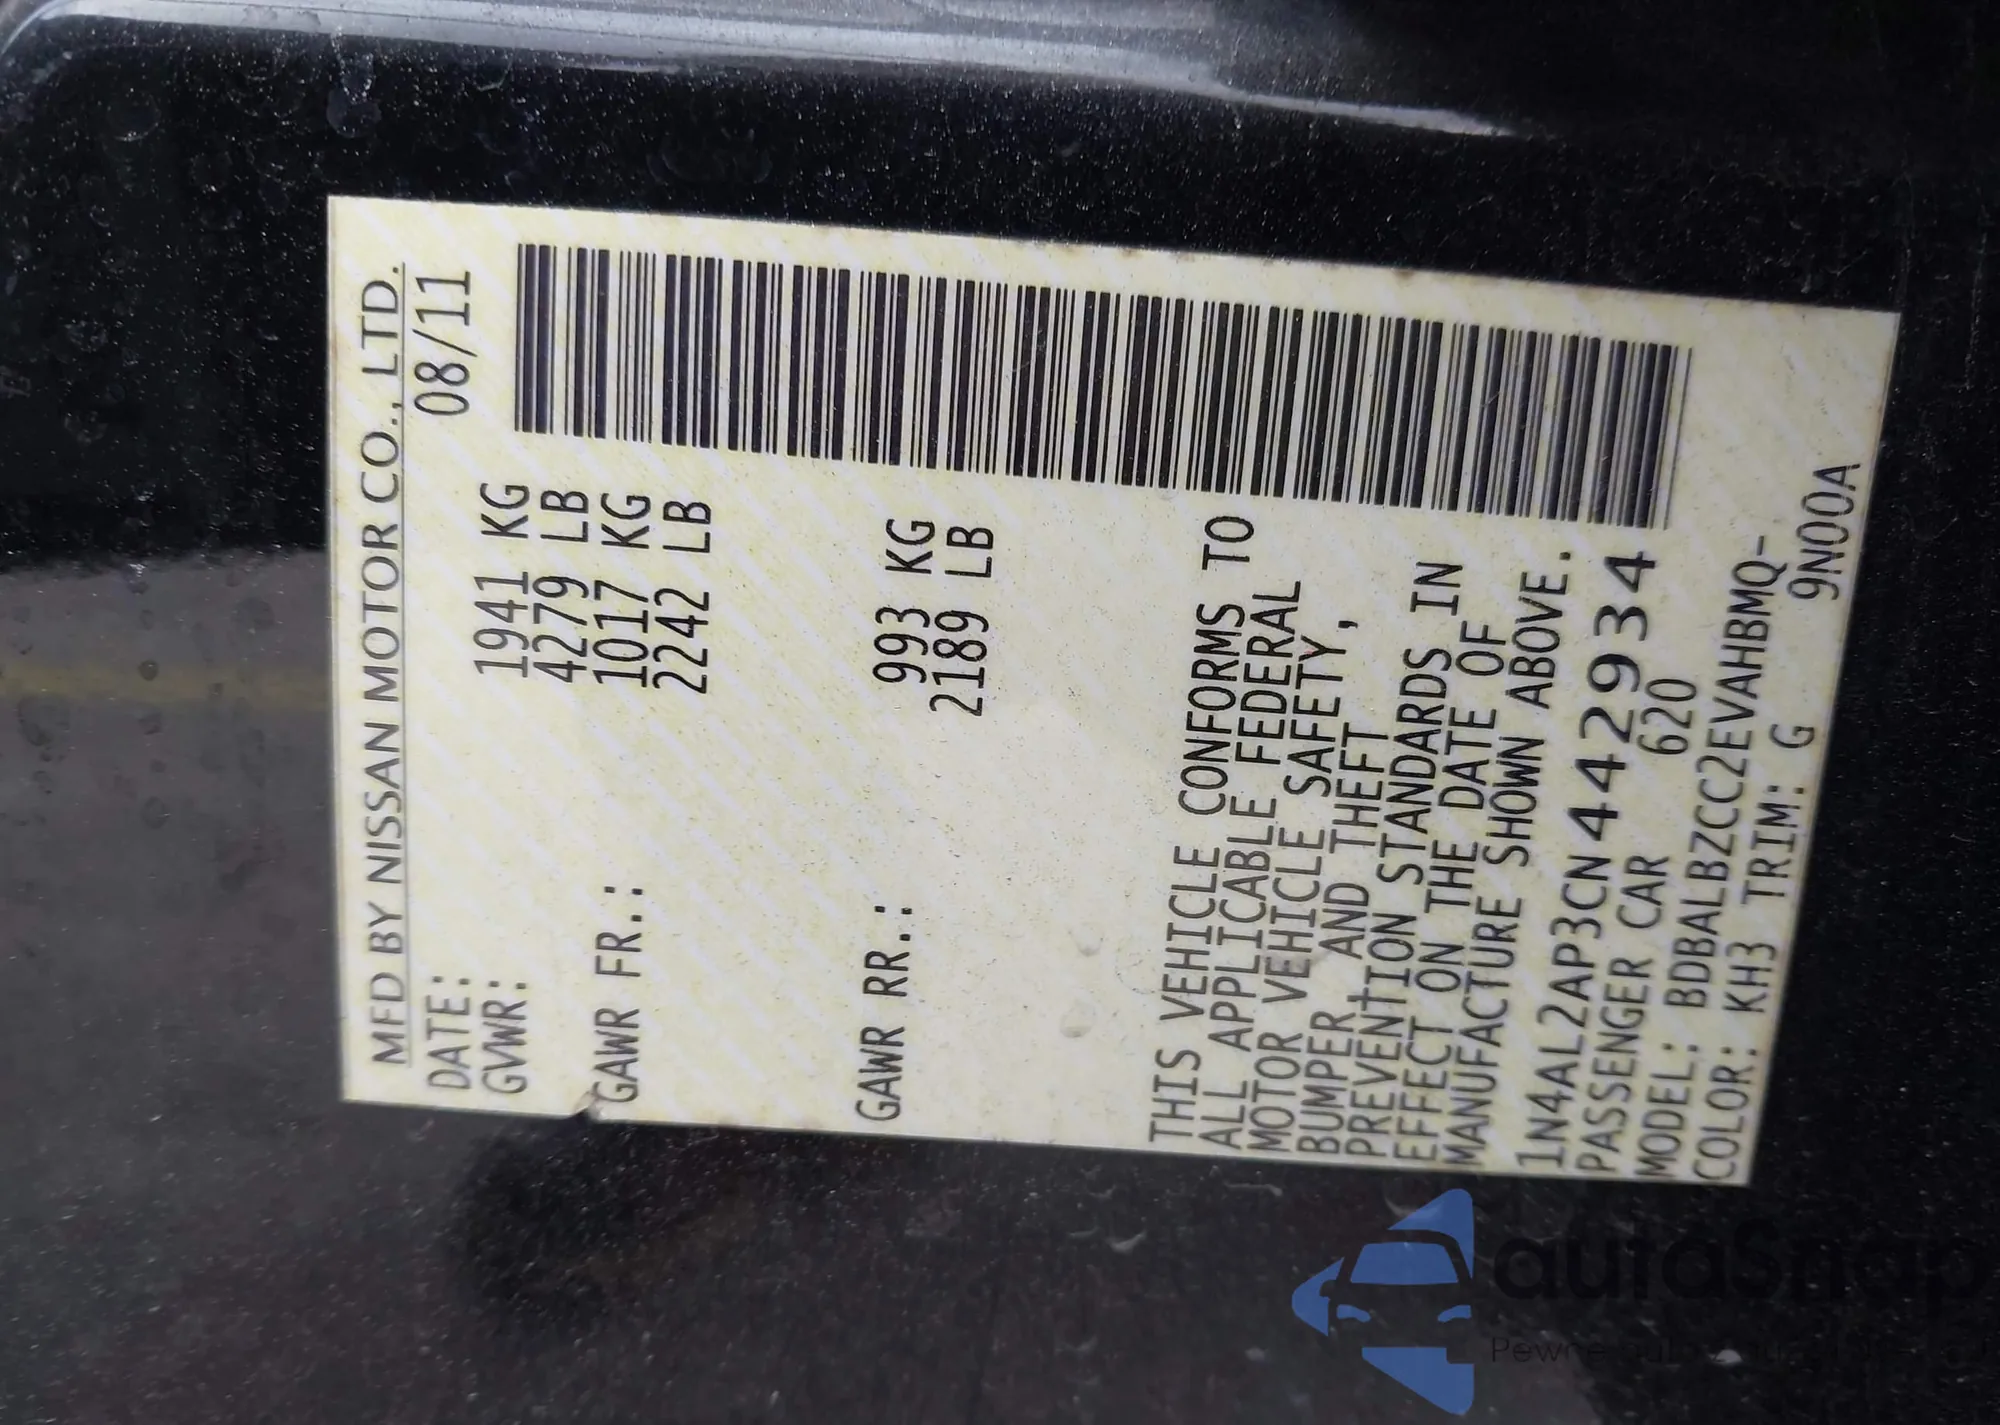 MFD BY NISSAN MOTOR CO., LTD.
DATE: 08/11
GVWR: 1941 KG
4279 LB
GAWR FR.: 1017 KG
2242 LB
GAWR RR.: 993 KG
2189 LB
THIS VEHICLE CONFORMS TO
ALL APPLICABLE FEDERAL
MOTOR VEHICLE SAFETY,
BUMPER AND THEFT
PREVENTION STANDARDS IN
EFFECT ON THE DATE OF
MANUFACTURE SHOWN ABOVE.
1N4AL2AP3CN442934
PASSENGER CAR 620
MODEL: BDBALBZCC2EVAHBMQ-
COLOR: KH3 TRIM: G 9N00A
autaSnap
Pewne auto